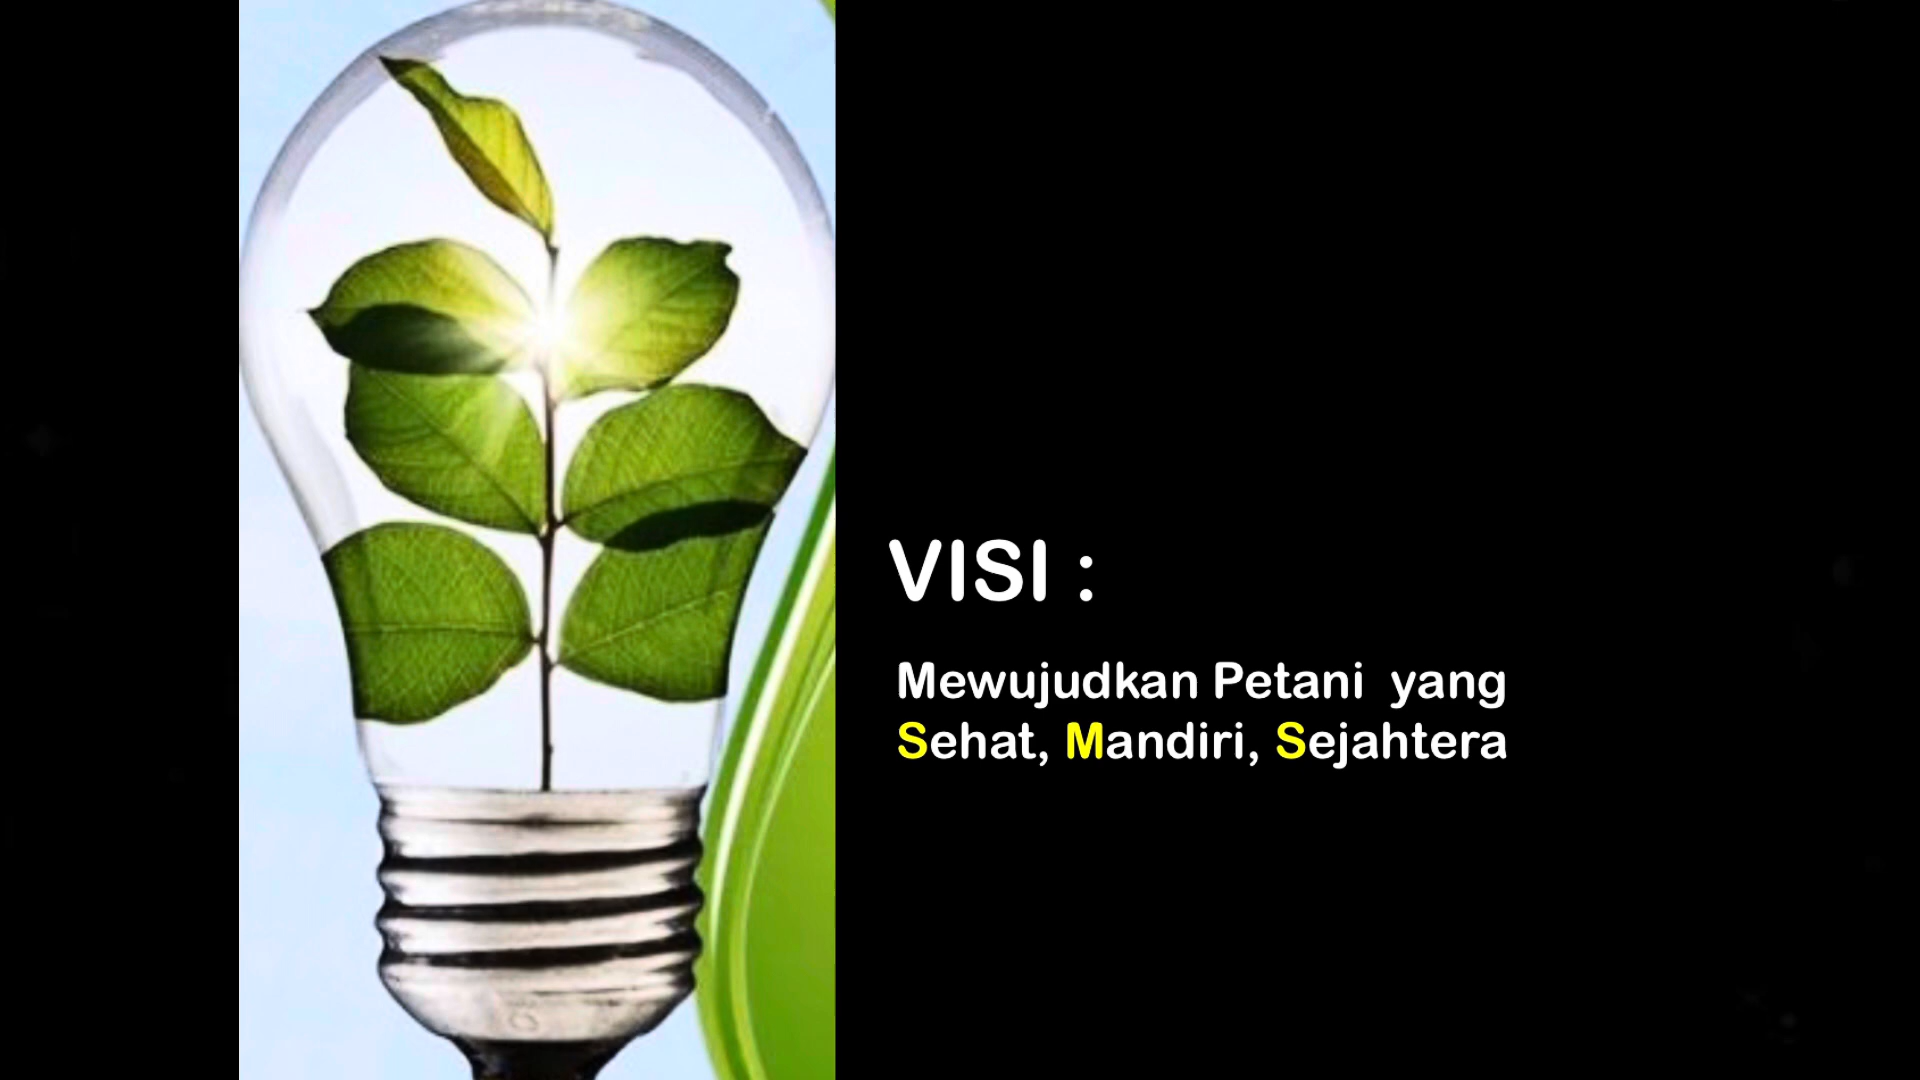 VISI :
Mewujudkan Petani yang
Sehat, Mandiri, Sejahtera